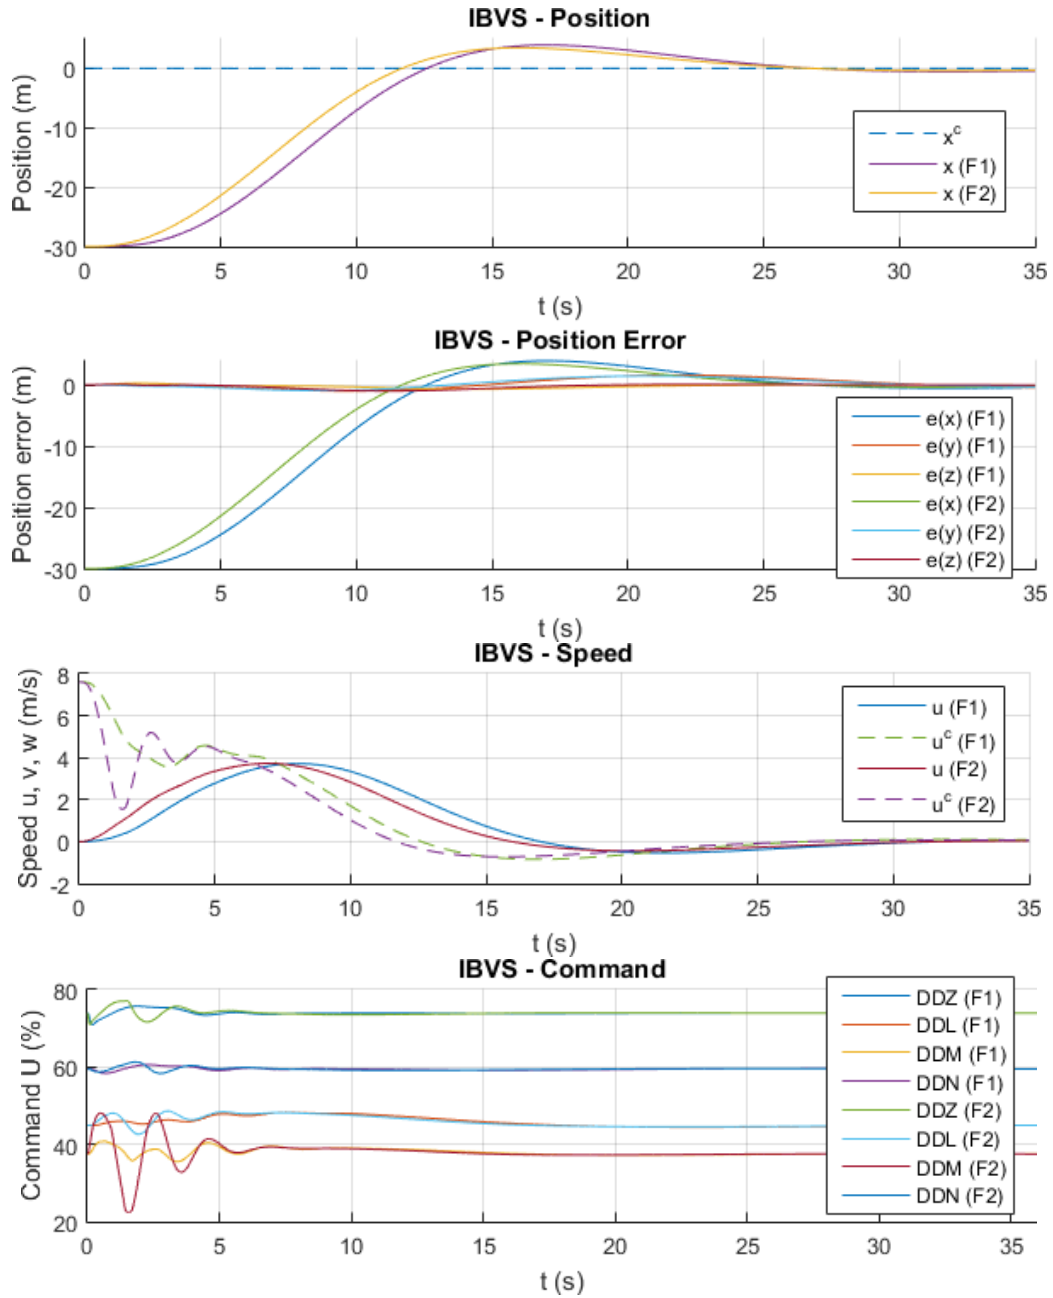 IBVS - Position
Position (m)
0
-10
-20
-30
x^c
x (F1)
x (F2)
0 5 10 15 20 25 30 35
t (s)
IBVS - Position Error
Position error (m)
0
-10
-20
-30
e(x) (F1)
e(y) (F1)
e(z) (F1)
e(x) (F2)
e(y) (F2)
e(z) (F2)
0 5 10 15 20 25 30 35
t (s)
IBVS - Speed
Speed u, v, w (m/s)
8
6
4
2
0
-2
u (F1)
u^c (F1)
u (F2)
u^c (F2)
0 5 10 15 20 25 30 35
t (s)
IBVS - Command
Command U (%)
80
60
40
20
DDZ (F1)
DDL (F1)
DDM (F1)
DDN (F1)
DDZ (F2)
DDL (F2)
DDM (F2)
DDN (F2)
0 5 10 15 20 25 30 35
t (s)